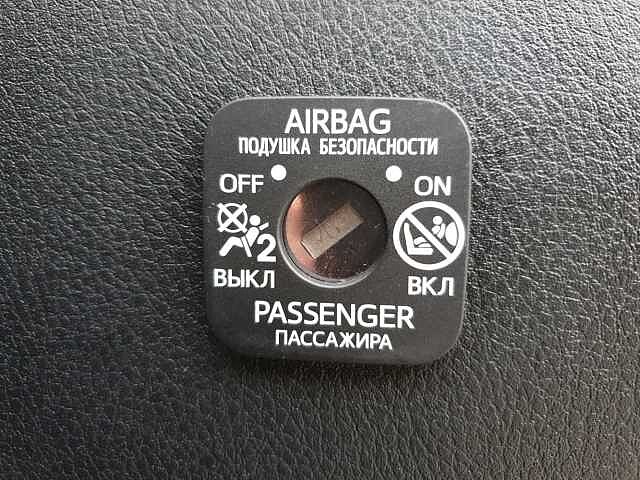 AIRBAG
ПОДУШКА БЕЗОПАСНОСТИ
OFF ON
2
ВЫКЛ ВКЛ
PASSENGER
ПАССАЖИРА